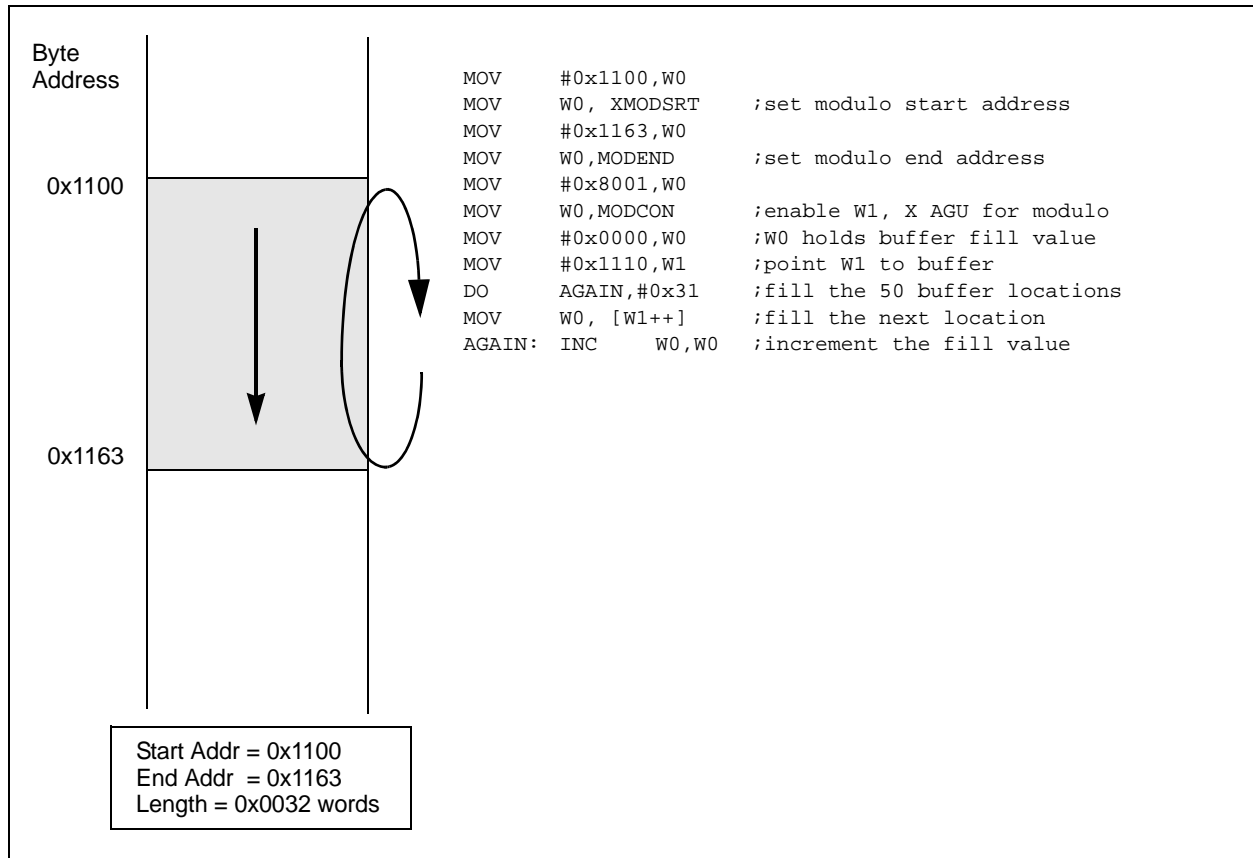 Byte
Address
0x1100
0x1163
MOV #0x1100,W0
MOV W0, XMODSRT ;set modulo start address
MOV #0x1163,W0
MOV W0,MODEND ;set modulo end address
MOV #0x8001,W0
MOV W0,MODCON ;enable W1, X AGU for modulo
MOV #0x0000,W0 ;W0 holds buffer fill value
MOV #0x1110,W1 ;point W1 to buffer
DO AGAIN,#0x31 ;fill the 50 buffer locations
MOV W0, [W1++] ;fill the next location
AGAIN: INC W0,W0 ;increment the fill value
Start Addr = 0x1100
End Addr = 0x1163
Length = 0x0032 words